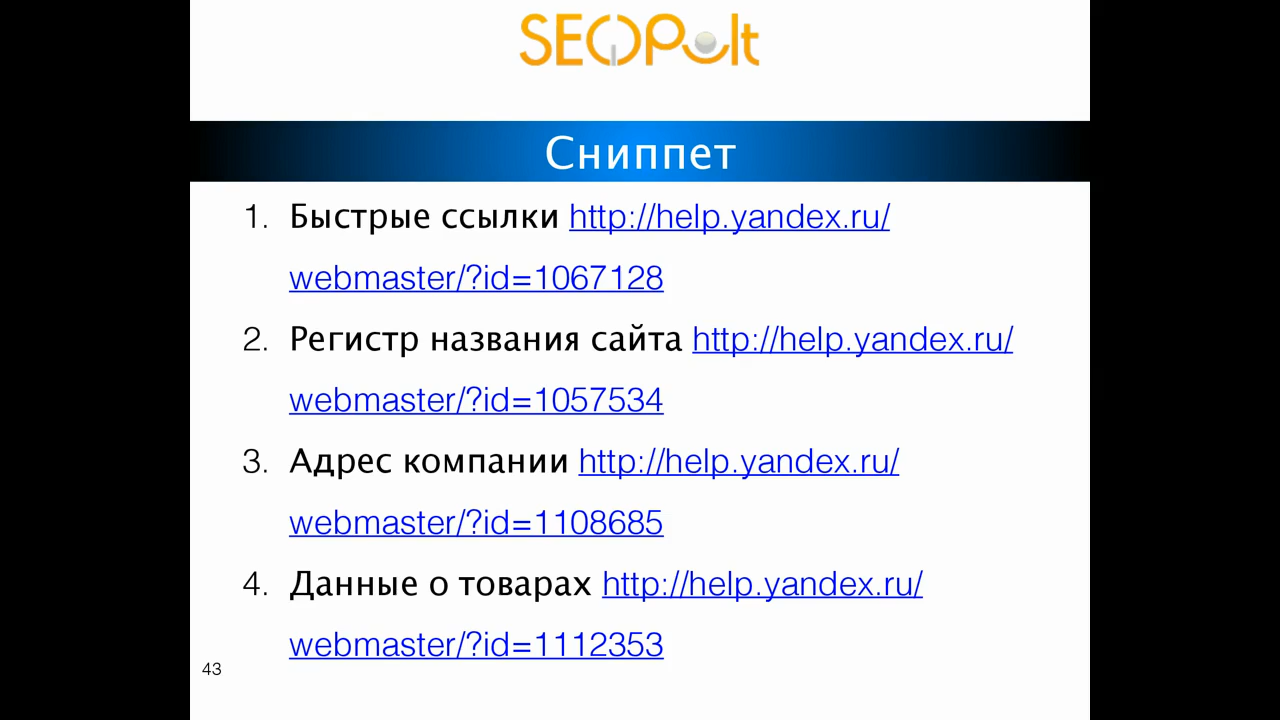 SEOPult
Сниппет
1. Быстрые ссылки http://help.yandex.ru/
webmaster/?id=1067128
2. Регистр названия сайта http://help.yandex.ru/
webmaster/?id=1057534
3. Адрес компании http://help.yandex.ru/
webmaster/?id=1108685
4. Данные о товарах http://help.yandex.ru/
webmaster/?id=1112353
43